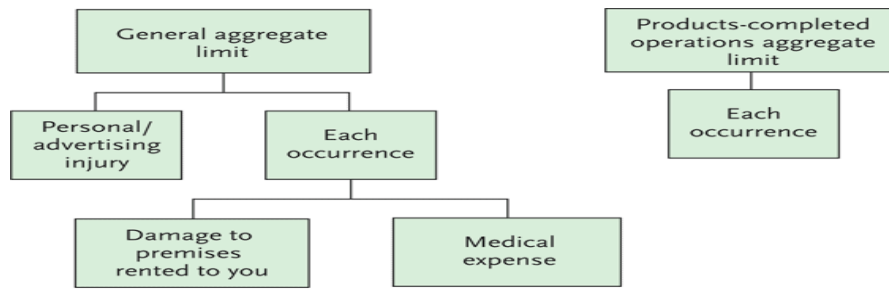 General aggregate
limit
Products-completed
operations aggregate
limit
Personal/
advertising
injury
Each
occurrence
Each
occurrence
Damage to
premises
rented to you
Medical
expense